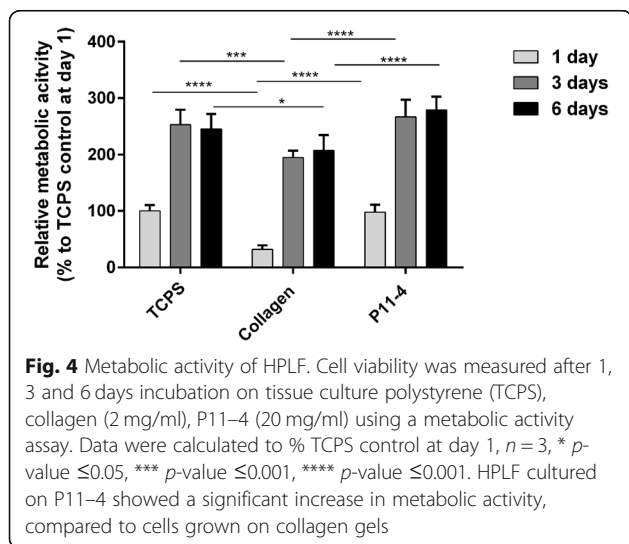 400
300
200
100
0
Relative metabolic acitvity
(% to TCPS control at day 1)
****
***
****
****
****
*
1 day
3 days
6 days
TCPS
Collagen
P11-4
Fig. 4 Metabolic activity of HPLF. Cell viability was measured after 1,
3 and 6 days incubation on tissue culture polystyrene (TCPS),
collagen (2 mg/ml), P11–4 (20 mg/ml) using a metabolic activity
assay. Data were calculated to % TCPS control at day 1, n = 3, * p-
value ≤0.05, *** p-value ≤0.001, **** p-value ≤0.001. HPLF cultured
on P11–4 showed a significant increase in metabolic activity,
compared to cells grown on collagen gels